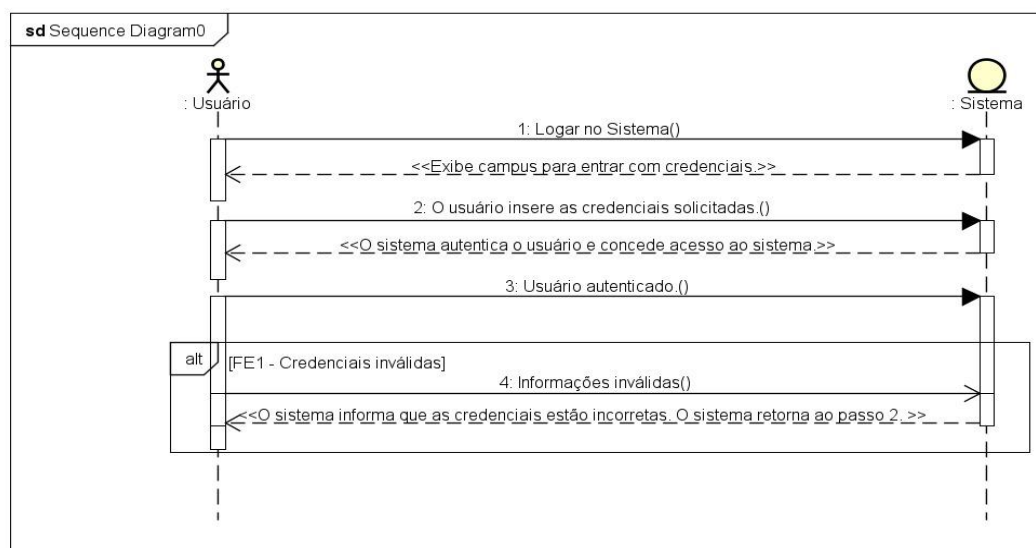 sd Sequence Diagram0
: Usuário
: Sistema
1: Logar no Sistema()
<<Exibe campus para entrar com credenciais.>>
2: O usuário insere as credenciais solicitadas.()
<<O sistema autentica o usuário e concede acesso ao sistema.>>
3: Usuário autenticado.()
alt
[FE1 - Credenciais inválidas]
4: Informações inválidas()
<<O sistema informa que as credenciais estão incorretas. O sistema retorna ao passo 2. >>